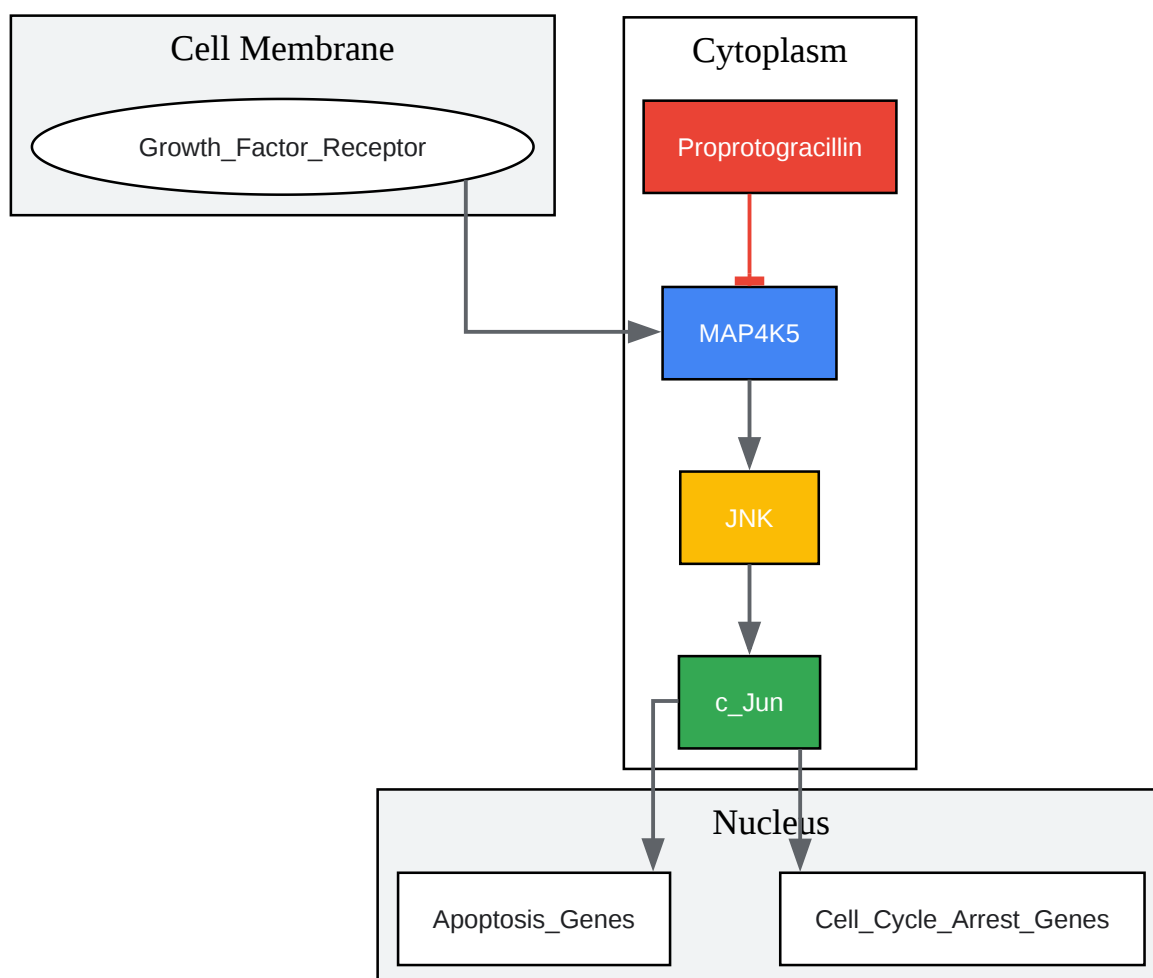 Cell Membrane
Growth_Factor_Receptor
Cytoplasm
Proprotogracillin
MAP4K5
JNK
c_Jun
Nucleus
Apoptosis_Genes
Cell_Cycle_Arrest_Genes